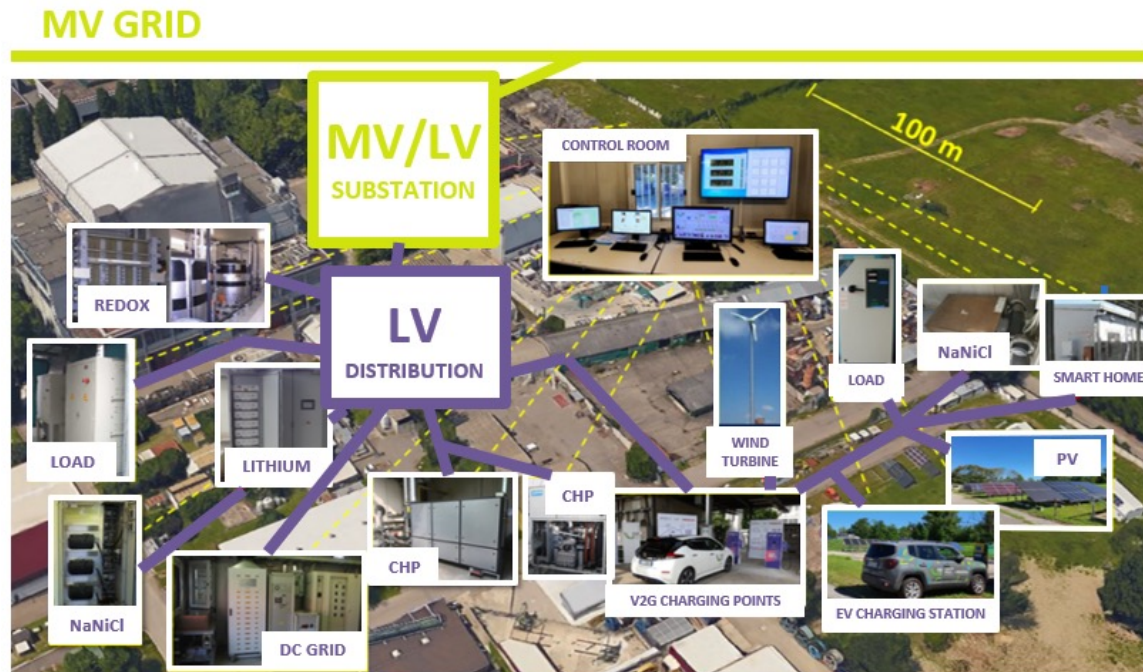 MV GRID
MV/LV
SUBSTATION
100 m
CONTROL ROOM
REDOX
LV
DISTRIBUTION
LOAD
NaNiCl
SMART HOME
LOAD
LITHIUM
WIND
TURBINE
PV
CHP
CHP
V2G CHARGING POINTS
EV CHARGING STATION
NaNiCl
DC GRID